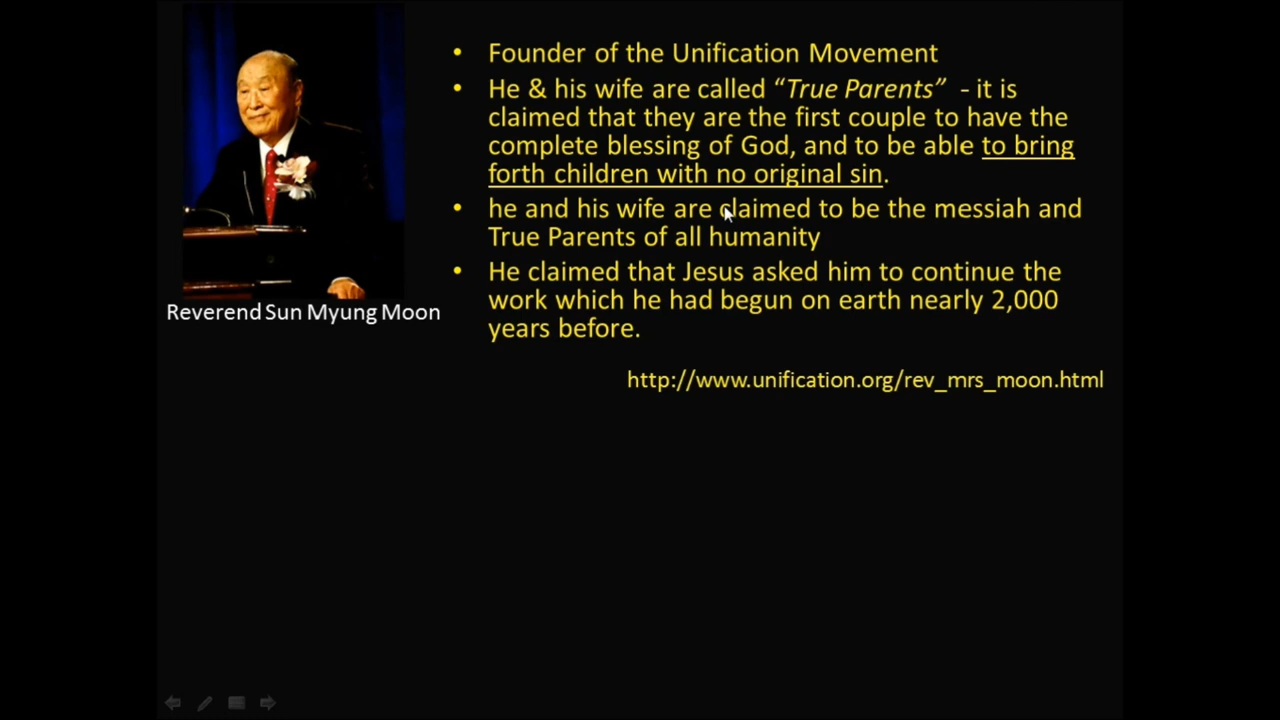 • Founder of the Unification Movement
• He & his wife are called “True Parents” - it is
claimed that they are the first couple to have the
complete blessing of God, and to be able to bring
forth children with no original sin.
• he and his wife are claimed to be the messiah and
True Parents of all humanity
• He claimed that Jesus asked him to continue the
work which he had begun on earth nearly 2,000
years before.
Reverend Sun Myung Moon
http://www.unification.org/rev_mrs_moon.html